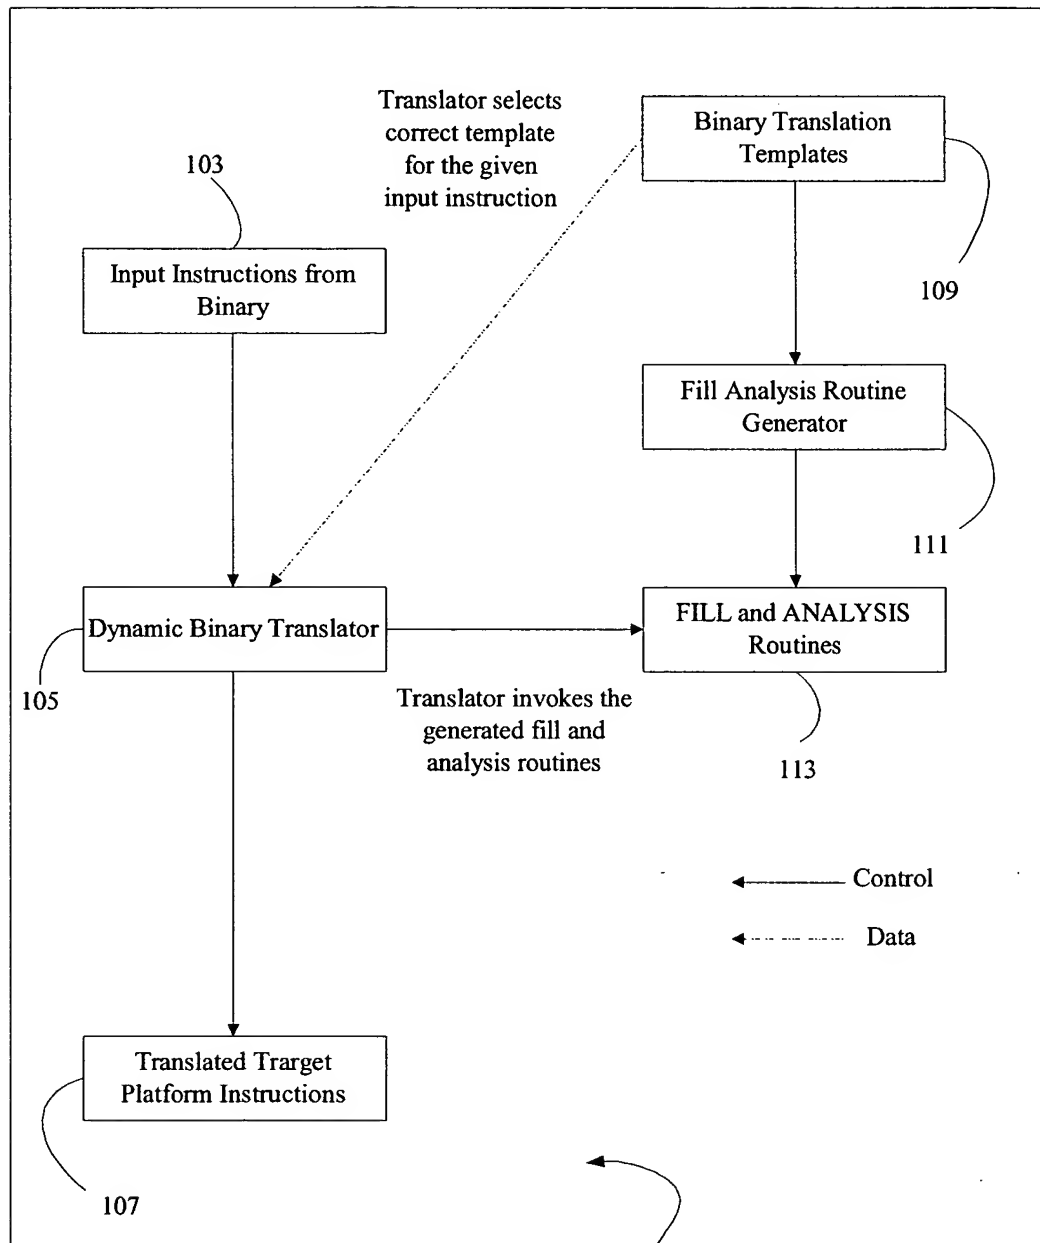 Translator selects
correct template
for the given
input instruction
Binary Translation
Templates
103
109
Input Instructions from
Binary
Fill Analysis Routine
Generator
111
Dynamic Binary Translator
FILL and ANALYSIS
Routines
105
Translator invokes the
generated fill and
analysis routines
113
Control
Data
Translated Trarget
Platform Instructions
107